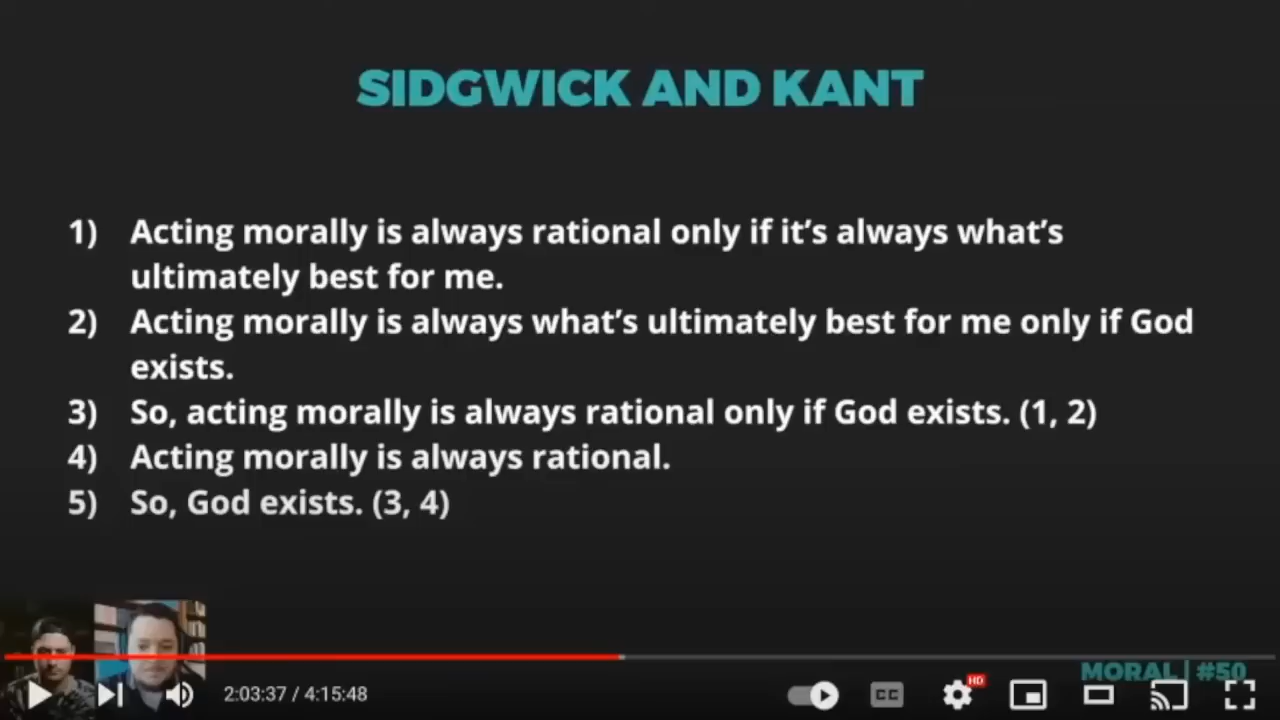 SIDGWICK AND KANT
1) Acting morally is always rational only if it's always what's
ultimately best for me.
2) Acting morally is always what's ultimately best for me only if God
exists.
3) So, acting morally is always rational only if God exists. (1, 2)
4) Acting morally is always rational.
5) So, God exists. (3, 4)
MORAL | #50
2:03:37 / 4:15:48
CC
HD